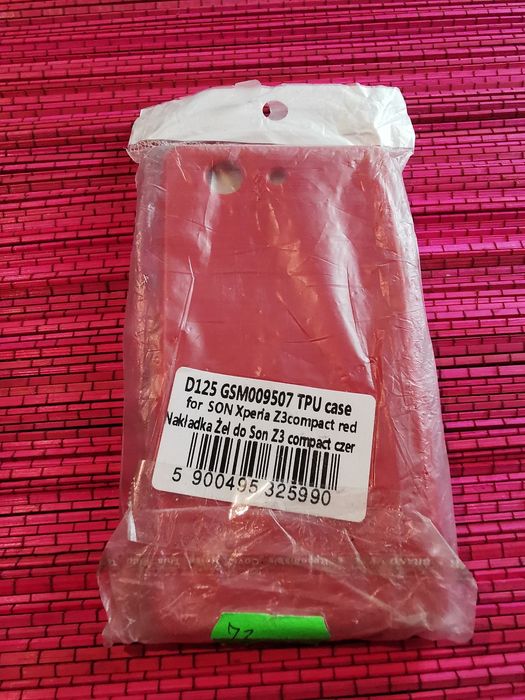 D125 GSM009507 TPU case
for SON Xperia Z3compact red
Nakladka Żel do Son Z3 compact czer
5 900495 325990